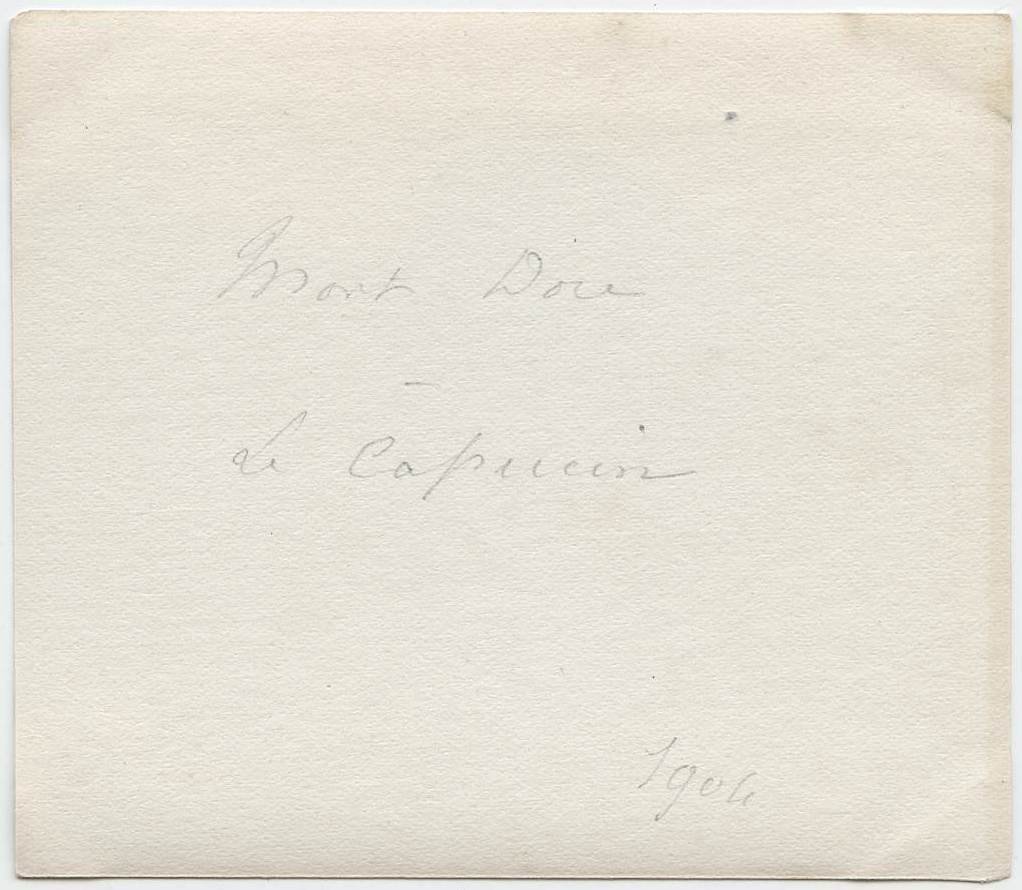 Mont Dore
-
Le Capucin
1904